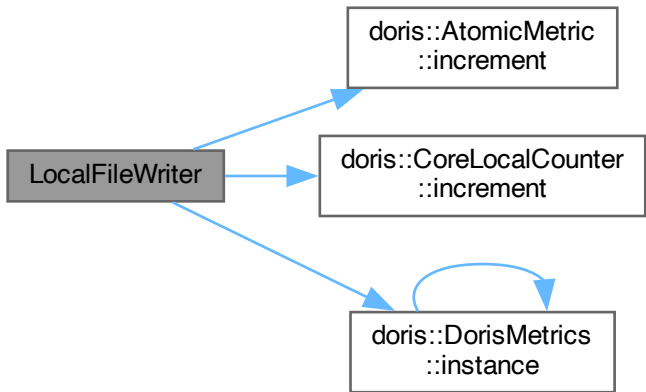 doris::AtomicMetric
::increment
LocalFileWriter
doris::CoreLocalCounter
::increment
doris::DorisMetrics
::instance